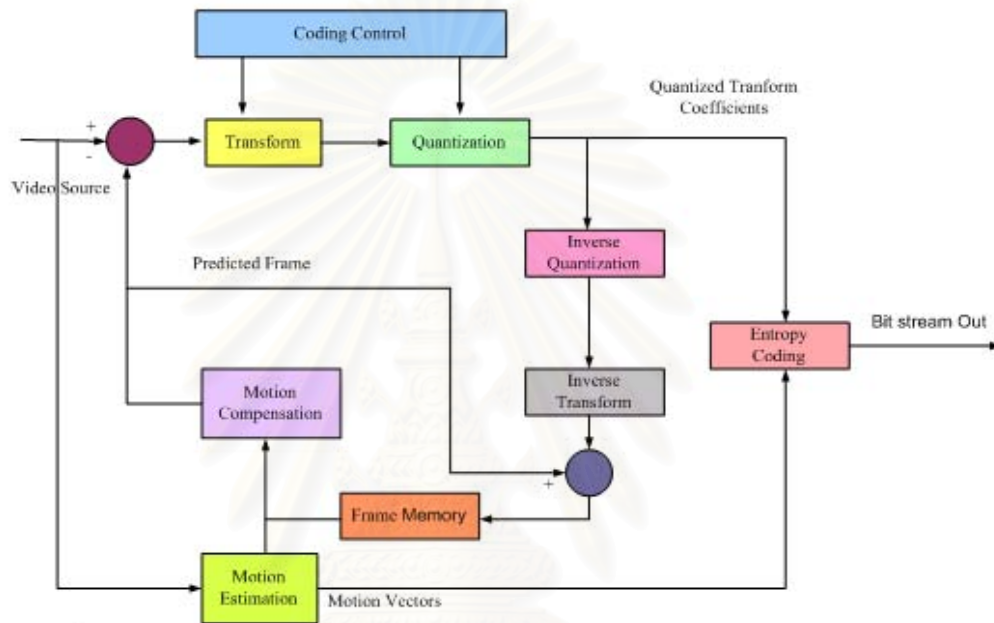 Coding Control
Quantized Tranform
Coefficients
+
-
Transform
Quantization
Video Source
Inverse
Quantization
Predicted Frame
Bit stream Out
Entropy
Coding
Motion
Compensation
Inverse
Transform
+
Frame Memory
Motion
Estimation
Motion Vectors